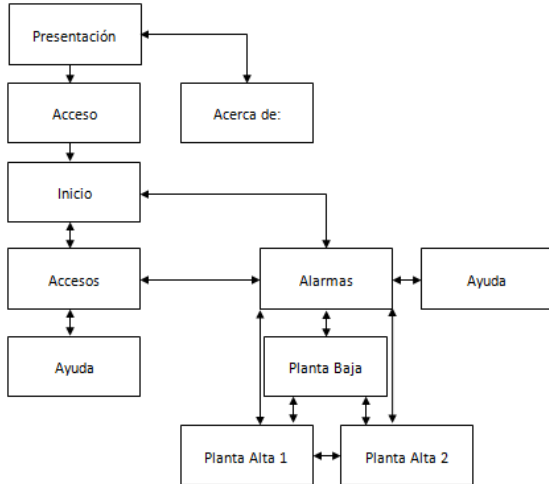 Presentación
Acceso
Acerca de:
Inicio
Accesos
Alarmas
Ayuda
Ayuda
Planta Baja
Planta Alta 1
Planta Alta 2